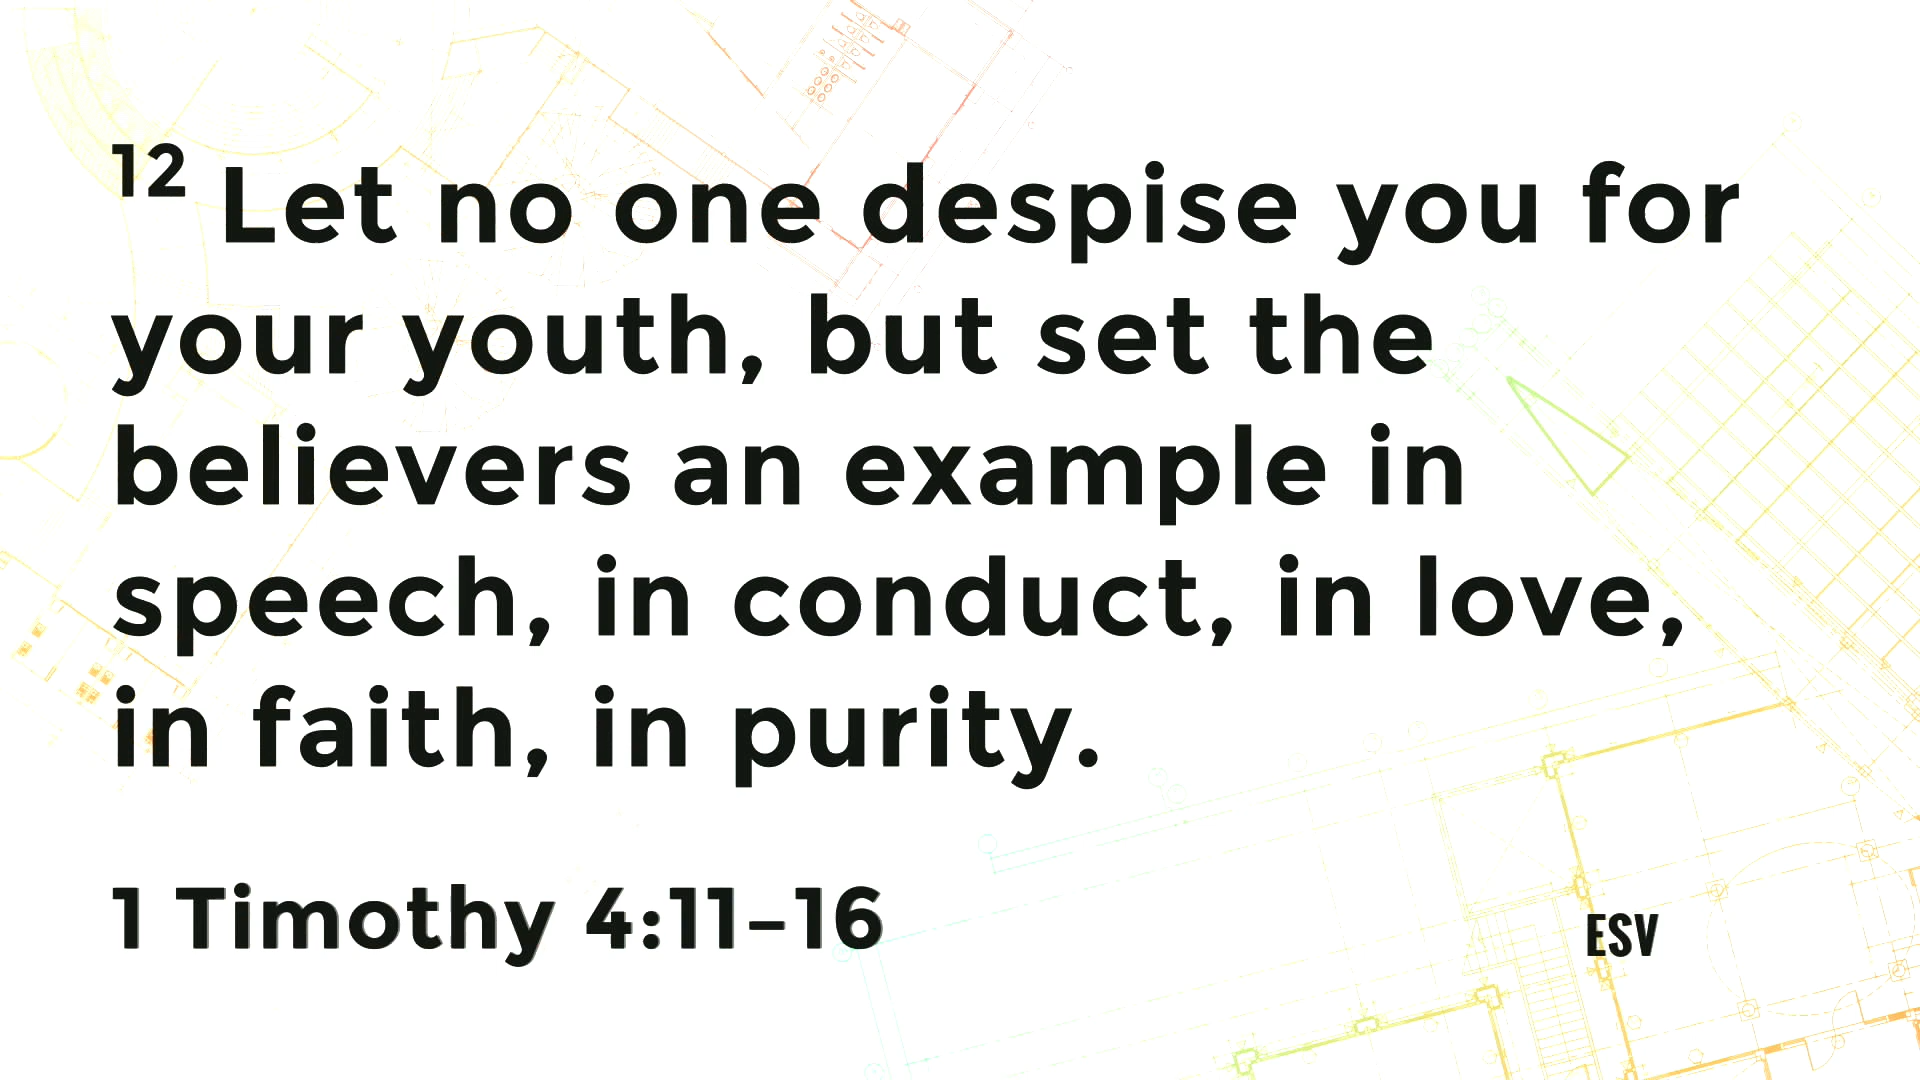 12 Let no one despise you for
your youth, but set the
believers an example in
speech, in conduct, in love,
in faith, in purity.
1 Timothy 4:11–16
ESV